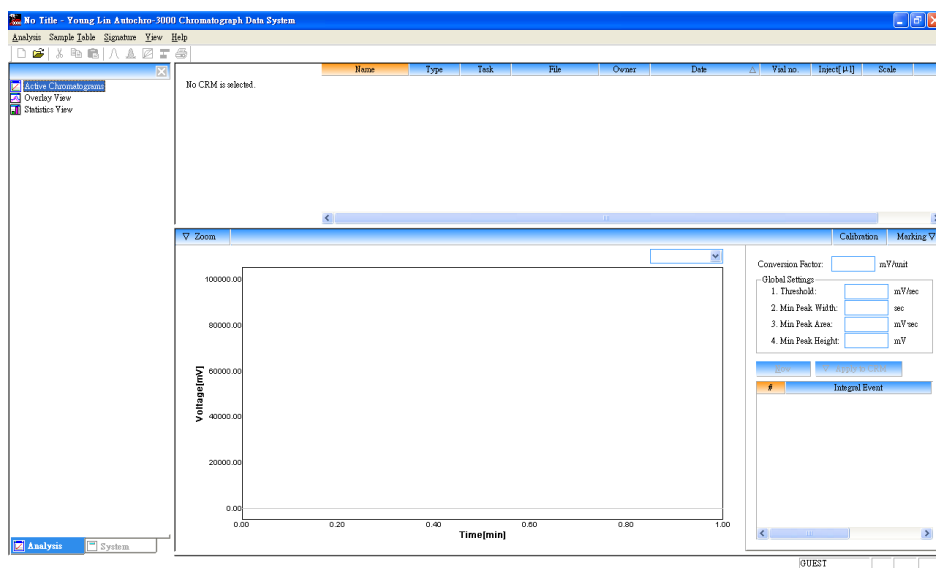 No Title - Young Lin Autochro-3000 Chromatograph Data System
Analysis Sample Table Signature View Help
Active Chromatograms
Overlay View
Statistics View
No CRM is selected.
Name Type Task File Owner Date Vial no. Inject[μl] Scale
▽ Zoom
Calibration Marking ▽
100000.00
80000.00
60000.00
40000.00
20000.00
0.00
Voltage[mV]
0.00 0.20 0.40 0.60 0.80 1.00
Time[min]
Conversion Factor: mV/unit
Global Settings
1. Threshold: mV/sec
2. Min Peak Width: sec
3. Min Peak Area: mV·sec
4. Min Peak Height: mV
# Integral Event
Analysis System
GUEST